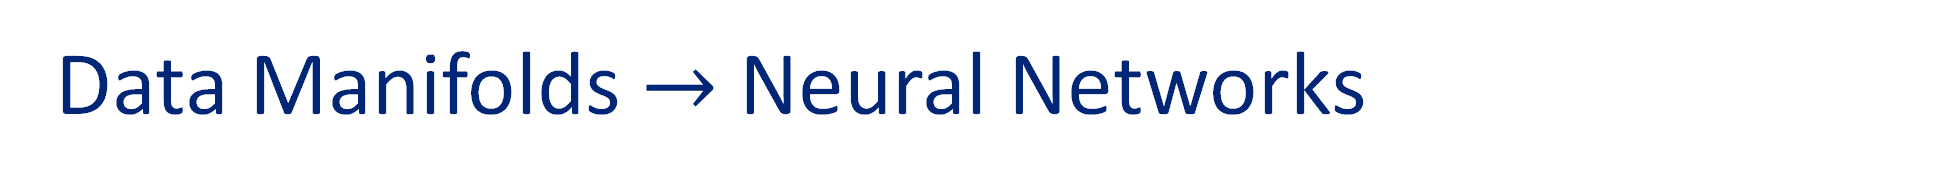 Data Manifolds → Neural Networks